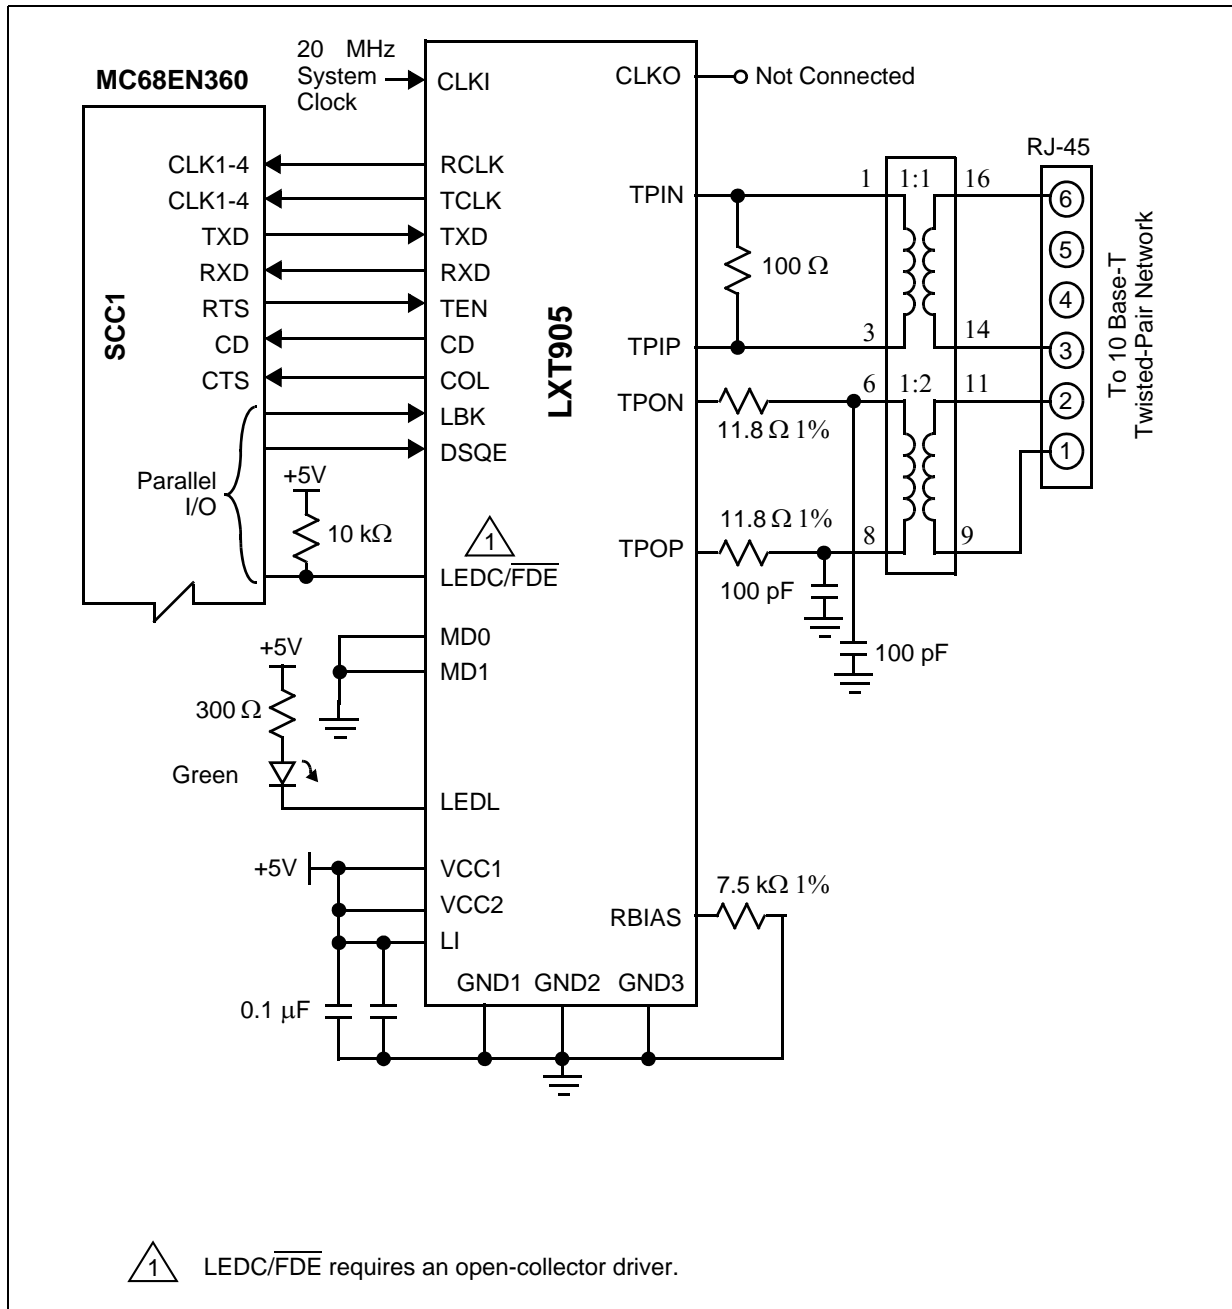 20 MHz
System
Clock
MC68EN360
CLKI
CLKO
Not Connected
RJ-45
CLK1-4
RCLK
TPIN
1
1:1
16
6
CLK1-4
TCLK
TXD
TXD
5
RXD
RXD
100 Ω
RTS
TEN
4
SCC1
CD
CD
LXT905
TPIP
3
14
3
To 10 Base-T
Twisted-Pair Network
CTS
COL
TPON
6
1:2
11
2
LBK
11.8 Ω 1%
DSQE
1
Parallel
I/O
+5V
10 kΩ
1
11.8 Ω 1%
TPOP
8
9
LEDC/F̅D̅E̅
100 pF
MD0
100 pF
+5V
MD1
300 Ω
Green
LEDL
+5V
VCC1
7.5 kΩ 1%
VCC2
RBIAS
LI
GND1 GND2 GND3
0.1 μF
1 LEDC/F̅D̅E̅ requires an open-collector driver.